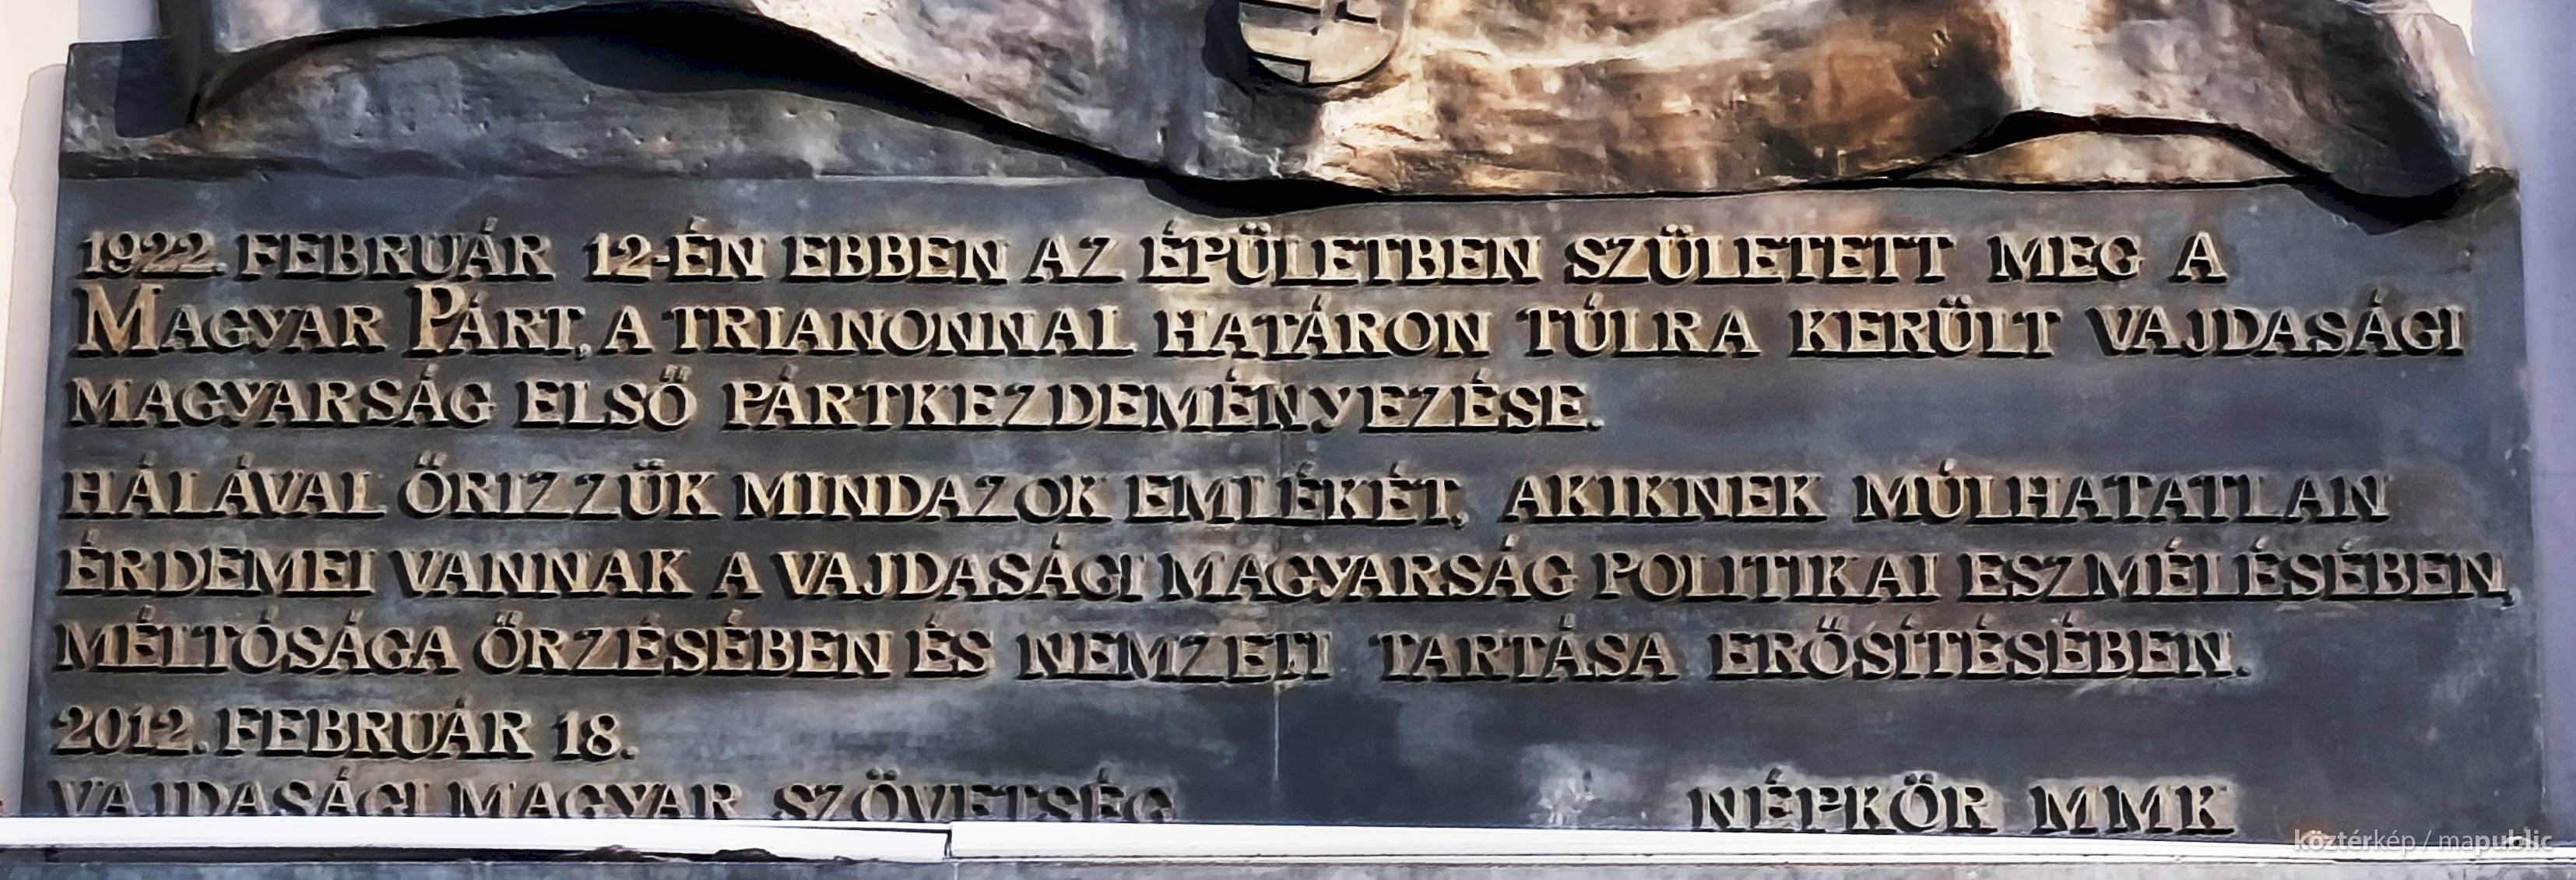 1922. FEBRUÁR 12-ÉN EBBEN AZ ÉPÜLETBEN SZÜLETETT MEG A
MAGYAR PÁRT, A TRIANONNAL HATÁRON TÚLRA KERÜLT VAJDASÁGI
MAGYARSÁG ELSŐ PÁRTKEZDEMÉNYEZÉSE.
HÁLÁVAL ŐRIZZÜK MINDAZOK EMLÉKÉT, AKIKNEK MÚLHATATLAN
ÉRDEMEI VANNAK A VAJDASÁGI MAGYARSÁG POLITIKAI ESZMÉLÉSÉBEN,
MÉLTÓSÁGA ŐRZÉSÉBEN ÉS NEMZETI TARTÁSA ERŐSÍTÉSÉBEN.
2012. FEBRUÁR 18.
VAJDASÁGI MAGYAR SZÖVETSÉG NÉPKÖR MMK
köztérkép / mapublic